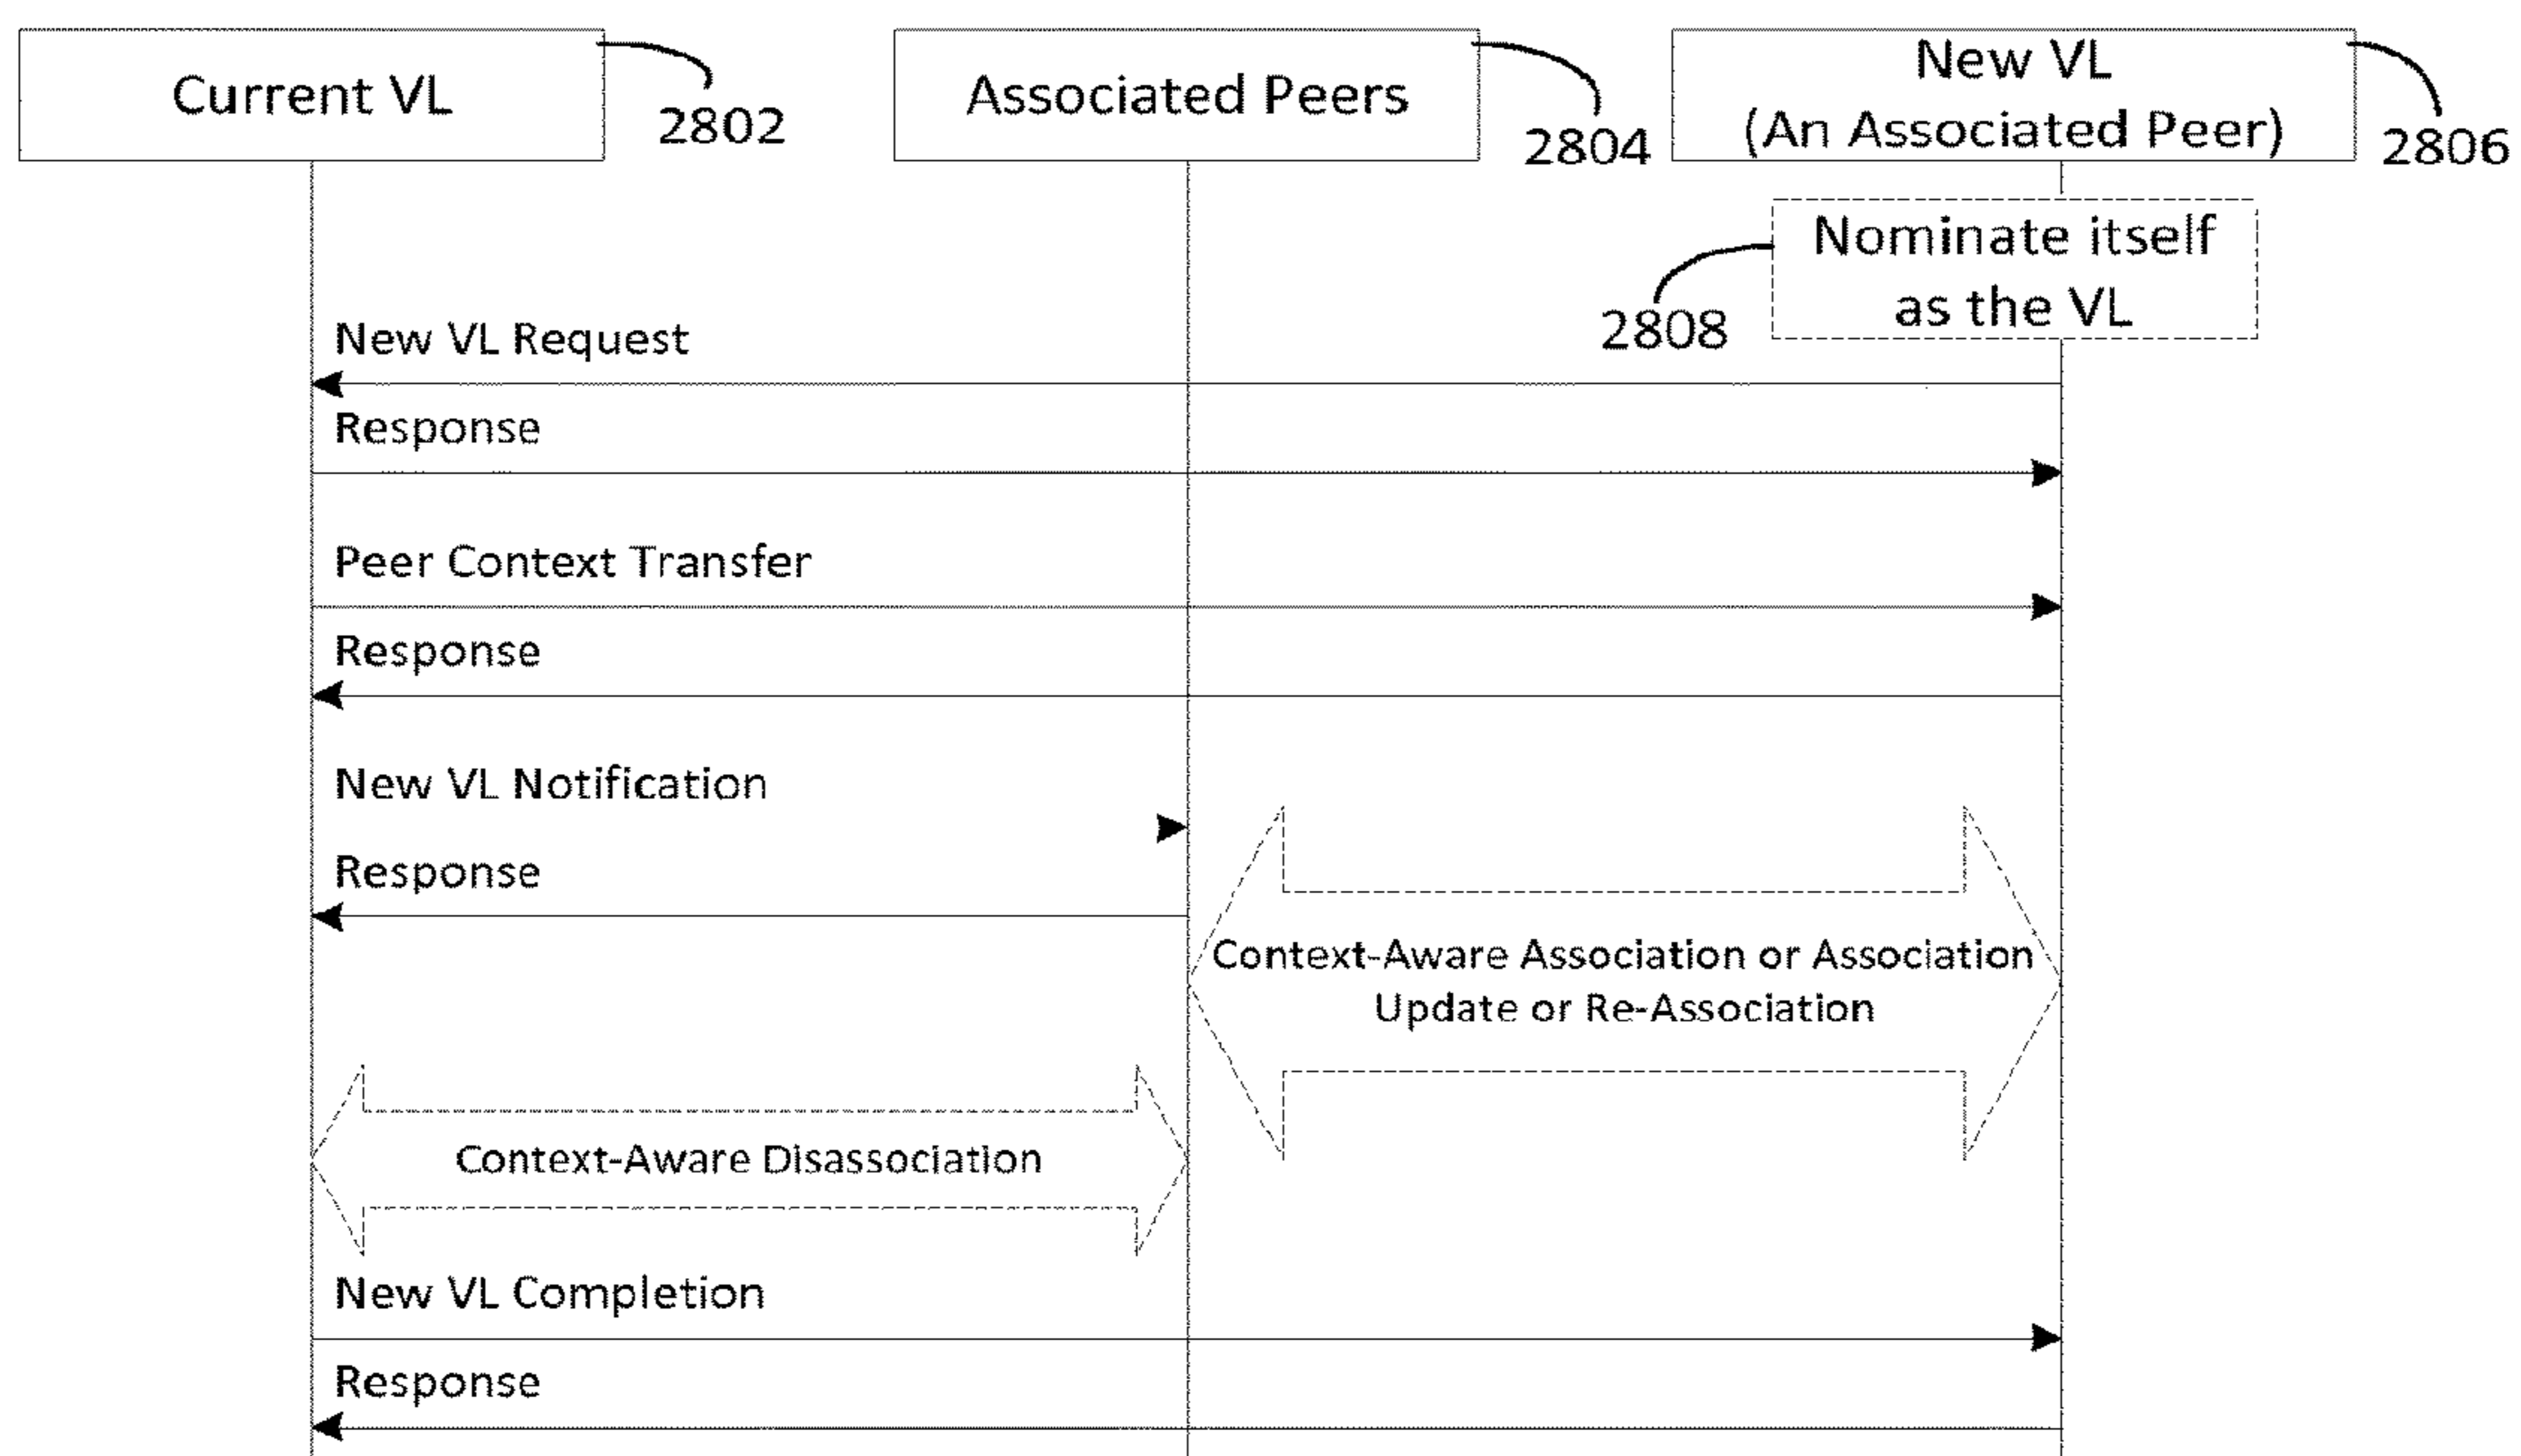 Current VL
2802
Associated Peers
2804
New VL
(An Associated Peer)
2806
Nominate itself
as the VL
2808
New VL Request
Response
Peer Context Transfer
Response
New VL Notification
Response
Context-Aware Association or Association
Update or Re-Association
Context-Aware Disassociation
New VL Completion
Response